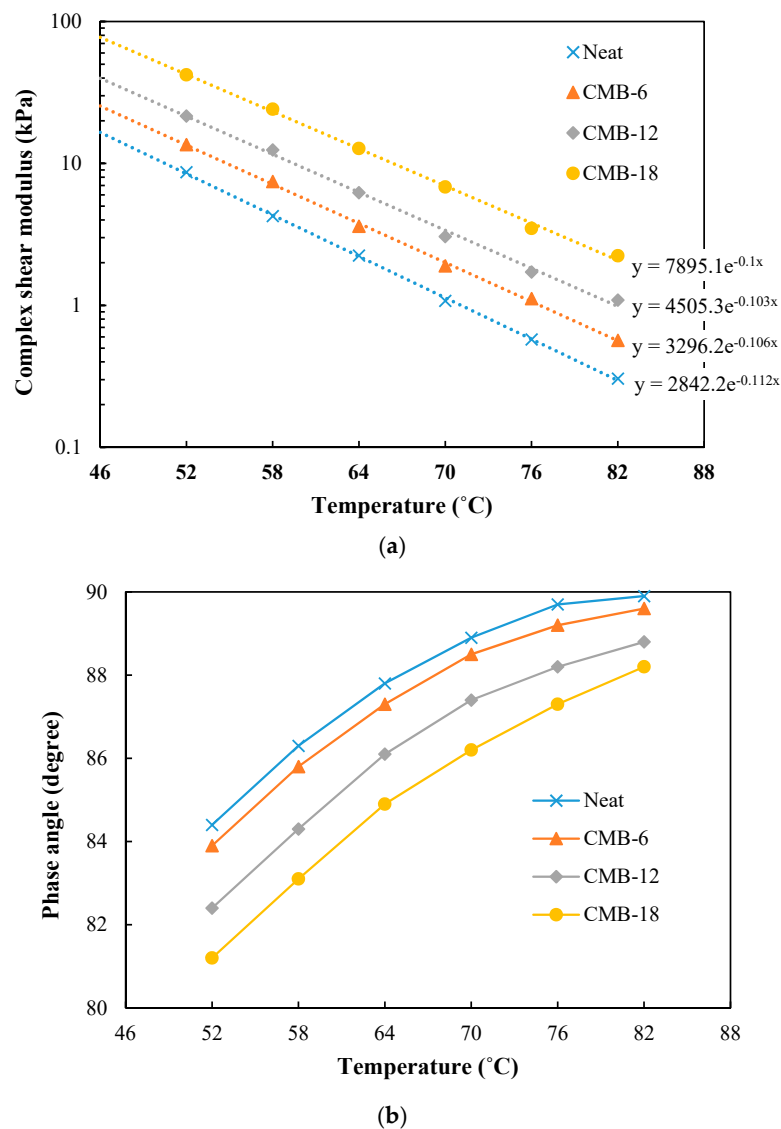 100
10
1
0.1
Complex shear modulus (kPa)
Neat
CMB-6
CMB-12
CMB-18
y = 7895.1e^-0.1x
y = 4505.3e^-0.103x
y = 3296.2e^-0.106x
y = 2842.2e^-0.112x
46 52 58 64 70 76 82 88
Temperature (˚C)
(a)
90
88
86
84
82
80
Phase angle (degree)
Neat
CMB-6
CMB-12
CMB-18
46 52 58 64 70 76 82 88
Temperature (˚C)
(b)